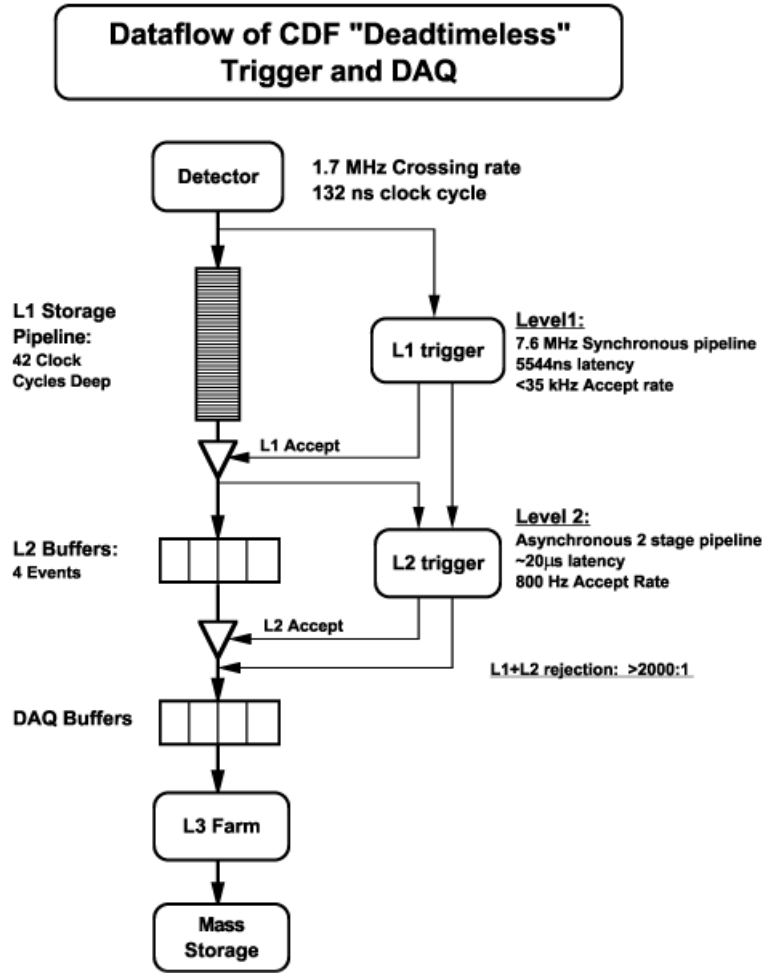 Dataflow of CDF "Deadtimeless"
Trigger and DAQ
Detector
1.7 MHz Crossing rate
132 ns clock cycle
L1 Storage
Pipeline:
42 Clock
Cycles Deep
L1 trigger
Level1:
7.6 MHz Synchronous pipeline
5544ns latency
<35 kHz Accept rate
L1 Accept
L2 Buffers:
4 Events
L2 trigger
Level 2:
Asynchronous 2 stage pipeline
~20μs latency
800 Hz Accept Rate
L2 Accept
L1+L2 rejection: >2000:1
DAQ Buffers
L3 Farm
Mass
Storage